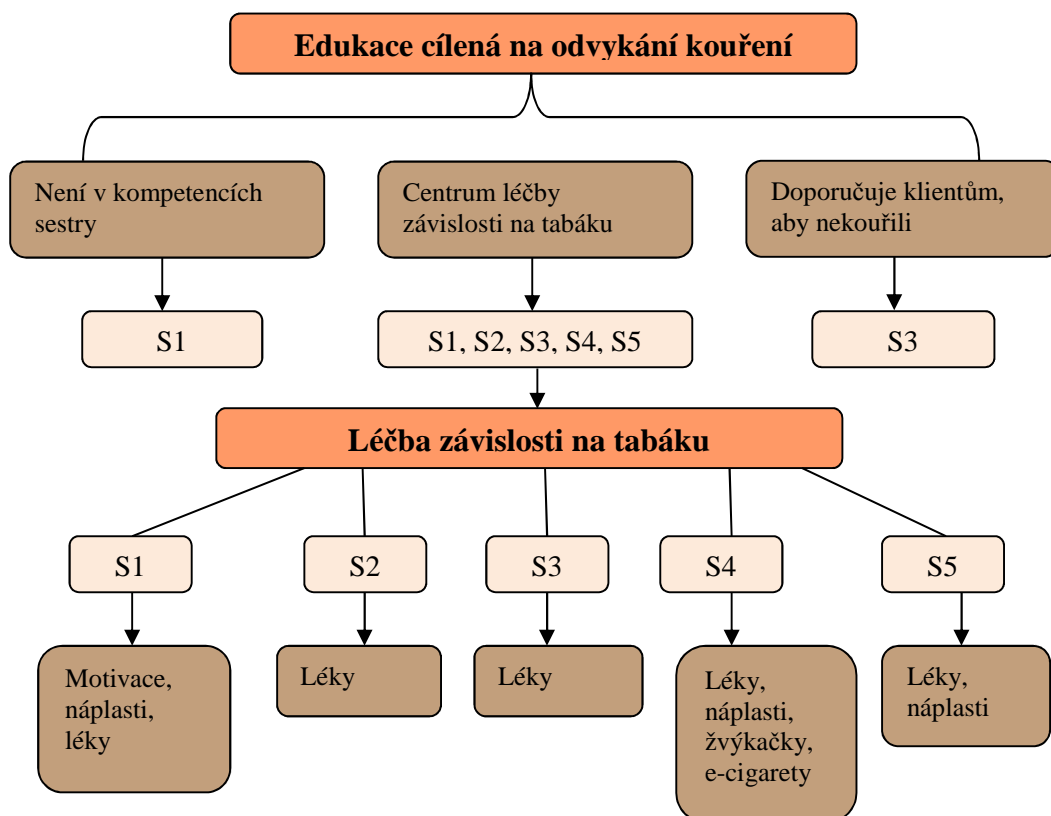 Edukace cílená na odvykání kouření
Není v kompetencích
sestry
Centrum léčby
závislosti na tabáku
Doporučuje klientům,
aby nekouřili
S1
S1, S2, S3, S4, S5
S3
Léčba závislosti na tabáku
S1
S2
S3
S4
S5
Motivace,
náplasti,
léky
Léky
Léky
Léky,
náplasti,
žvýkačky,
e-cigarety
Léky,
náplasti